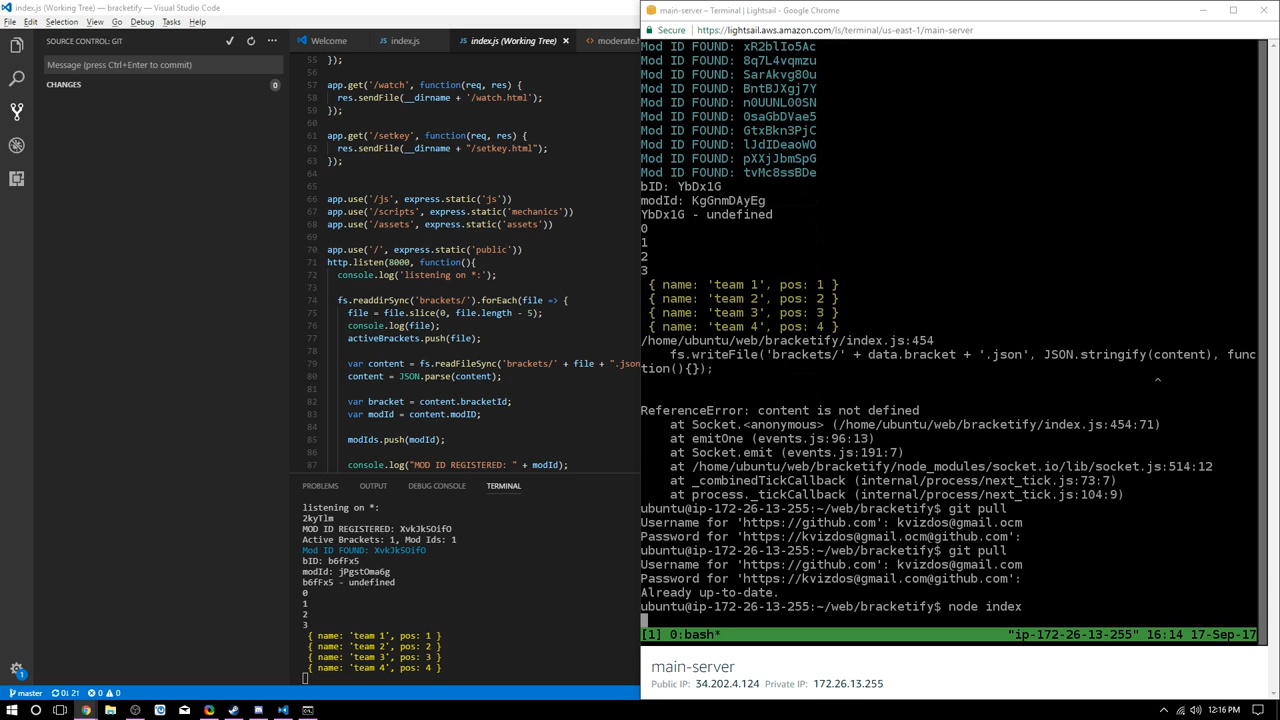 index.js (Working Tree) - bracketify - Visual Studio Code
File Edit Selection View Go Debug Tasks Help
SOURCE CONTROL: GIT
Message (press Ctrl+Enter to commit)
CHANGES 0
Welcome index.js index.js (Working Tree) moderate.h
55 });
56
57 app.get('/watch', function(req, res) {
58 res.sendFile(__dirname + '/watch.html');
59 });
60
61 app.get('/setkey', function(req, res) {
62 res.sendFile(__dirname + "/setkey.html");
63 });
64
65
66 app.use('/js', express.static('js'))
67 app.use('/scripts', express.static('mechanics'))
68 app.use('/assets', express.static('assets'))
69
70 app.use('/', express.static('public'))
71 http.listen(8000, function(){
72 console.log('listening on *:');
73
74 fs.readdirSync('brackets/').forEach(file => {
75 file = file.slice(0, file.length - 5);
76 console.log(file);
77 activeBrackets.push(file);
78
79 var content = fs.readFileSync('brackets/' + file + ".json
80 content = JSON.parse(content);
81
82 var bracket = content.bracketId;
83 var modId = content.modID;
84
85 modIds.push(modId);
86
87 console.log("MOD ID REGISTERED: " + modId);
PROBLEMS OUTPUT DEBUG CONSOLE TERMINAL
listening on *:
2kyTlm
MOD ID REGISTERED: XvkJk5OifO
Active Brackets: 1, Mod Ids: 1
Mod ID FOUND: XvkJk5OifO
bID: b6fFx5
modId: jPgstOma6g
b6fFx5 - undefined
0
1
2
3
{ name: 'team 1', pos: 1 }
{ name: 'team 2', pos: 2 }
{ name: 'team 3', pos: 3 }
{ name: 'team 4', pos: 4 }
master 0↓ 2↑ 0 0
main-server – Terminal | Lightsail - Google Chrome
Secure https://lightsail.aws.amazon.com/ls/terminal/us-east-1/main-server
Mod ID FOUND: xR2blIo5Ac
Mod ID FOUND: 8q7L4vqmzu
Mod ID FOUND: SarAkvg80u
Mod ID FOUND: BntBJXgj7Y
Mod ID FOUND: n0UUNL00SN
Mod ID FOUND: 0saGbDVae5
Mod ID FOUND: GtxBkn3PjC
Mod ID FOUND: lJdIDeaoWO
Mod ID FOUND: pXXjJbmSpG
Mod ID FOUND: tvMc8ssBDe
bID: YbDx1G
modId: KgGnmDAyEg
YbDx1G - undefined
0
1
2
3
{ name: 'team 1', pos: 1 }
{ name: 'team 2', pos: 2 }
{ name: 'team 3', pos: 3 }
{ name: 'team 4', pos: 4 }
/home/ubuntu/web/bracketify/index.js:454
fs.writeFile('brackets/' + data.bracket + '.json', JSON.stringify(content), func
tion(){});
^
ReferenceError: content is not defined
at Socket.<anonymous> (/home/ubuntu/web/bracketify/index.js:454:71)
at emitOne (events.js:96:13)
at Socket.emit (events.js:191:7)
at /home/ubuntu/web/bracketify/node_modules/socket.io/lib/socket.js:514:12
at _combinedTickCallback (internal/process/next_tick.js:73:7)
at process._tickCallback (internal/process/next_tick.js:104:9)
ubuntu@ip-172-26-13-255:~/web/bracketify$ git pull
Username for 'https://github.com': kvizdos@gmail.ocm
Password for 'https://kvizdos@gmail.ocm@github.com':
ubuntu@ip-172-26-13-255:~/web/bracketify$ git pull
Username for 'https://github.com': kvizdos@gmail.com
Password for 'https://kvizdos@gmail.com@github.com':
Already up-to-date.
ubuntu@ip-172-26-13-255:~/web/bracketify$ node index
[1] 0:bash* "ip-172-26-13-255" 16:14 17-Sep-17
main-server
Public IP: 34.202.4.124 Private IP: 172.26.13.255
12:16 PM